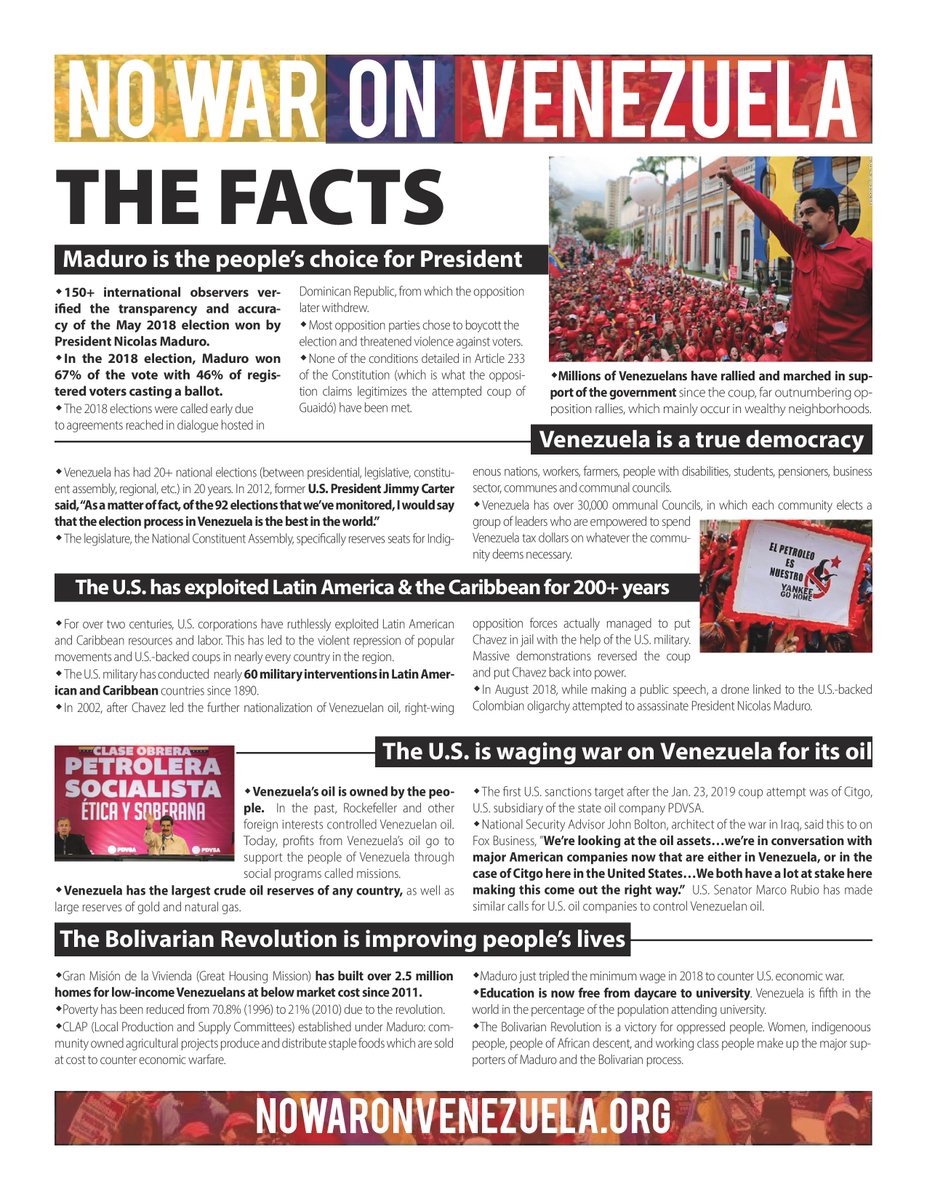 NO WAR ON VENEZUELA
THE FACTS
Maduro is the people's choice for President
150+ international observers ver-
ified the transparency and accura-
cy of the May 2018 election won by
President Nicolas Maduro.
In the 2018 election, Maduro won
67% of the vote with 46% of regis-
tered voters casting a ballot.
The 2018 elections were called early due
to agreements reached in dialogue hosted in
Dominican Republic, from which the opposition
later withdrew.
Most opposition parties chose to boycott the
election and threatened violence against voters.
None of the conditions detailed in Article 233
of the Constitution (which is what the opposi-
tion claims legitimizes the attempted coup of
Guaidó) have been met.
Millions of Venezuelans have rallied and marched in sup-
port of the government since the coup, far outnumbering op-
position rallies, which mainly occur in wealthy neighborhoods.
Venezuela is a true democracy
Venezuela has had 20+ national elections (between presidential, legislative, constitu-
ent assembly, regional, etc.) in 20 years. In 2012, former U.S. President Jimmy Carter
said, "As a matter of fact, of the 92 elections that we've monitored, I would say
that the election process in Venezuela is the best in the world."
The legislature, the National Constituent Assembly, specifically reserves seats for Indig-
enous nations, workers, farmers, people with disabilities, students, pensioners, business
sector, communes and communal councils.
Venezuela has over 30,000 ommunal Councils, in which each community elects a
group of leaders who are empowered to spend
Venezuela tax dollars on whatever the commu-
nity deems necessary.
EL PETROLEO
ES
NUESTRO
YANKEE
GO HOME
The U.S. has exploited Latin America & the Caribbean for 200+ years
For over two centuries, U.S. corporations have ruthlessly exploited Latin American
and Caribbean resources and labor. This has led to the violent repression of popular
movements and U.S.-backed coups in nearly every country in the region.
The U.S. military has conducted nearly 60 military interventions in Latin Amer-
ican and Caribbean countries since 1890.
In 2002, after Chavez led the further nationalization of Venezuelan oil, right-wing
opposition forces actually managed to put
Chavez in jail with the help of the U.S. military.
Massive demonstrations reversed the coup
and put Chavez back into power.
In August 2018, while making a public speech, a drone linked to the U.S.-backed
Colombian oligarchy attempted to assassinate President Nicolas Maduro.
CLASE OBRERA
PETROLERA
SOCIALISTA
ÉTICA Y SOBERANA
PDVSA
PDVSA
The U.S. is waging war on Venezuela for its oil
Venezuela's oil is owned by the peo-
ple. In the past, Rockefeller and other
foreign interests controlled Venezuelan oil.
Today, profits from Venezuela's oil go to
support the people of Venezuela through
social programs called missions.
Venezuela has the largest crude oil reserves of any country, as well as
large reserves of gold and natural gas.
The first U.S. sanctions target after the Jan. 23, 2019 coup attempt was of Citgo,
U.S. subsidiary of the state oil company PDVSA.
National Security Advisor John Bolton, architect of the war in Iraq, said this to on
Fox Business, "We're looking at the oil assets…we're in conversation with
major American companies now that are either in Venezuela, or in the
case of Citgo here in the United States…We both have a lot at stake here
making this come out the right way." U.S. Senator Marco Rubio has made
similar calls for U.S. oil companies to control Venezuelan oil.
The Bolivarian Revolution is improving people's lives
Gran Misión de la Vivienda (Great Housing Mission) has built over 2.5 million
homes for low-income Venezuelans at below market cost since 2011.
Poverty has been reduced from 70.8% (1996) to 21% (2010) due to the revolution.
CLAP (Local Production and Supply Committees) established under Maduro: com-
munity owned agricultural projects produce and distribute staple foods which are sold
at cost to counter economic warfare.
Maduro just tripled the minimum wage in 2018 to counter U.S. economic war.
Education is now free from daycare to university. Venezuela is fifth in the
world in the percentage of the population attending university.
The Bolivarian Revolution is a victory for oppressed people. Women, indigenoous
people, people of African descent, and working class people make up the major sup-
porters of Maduro and the Bolivarian process.
NOWARONVENEZUELA.ORG